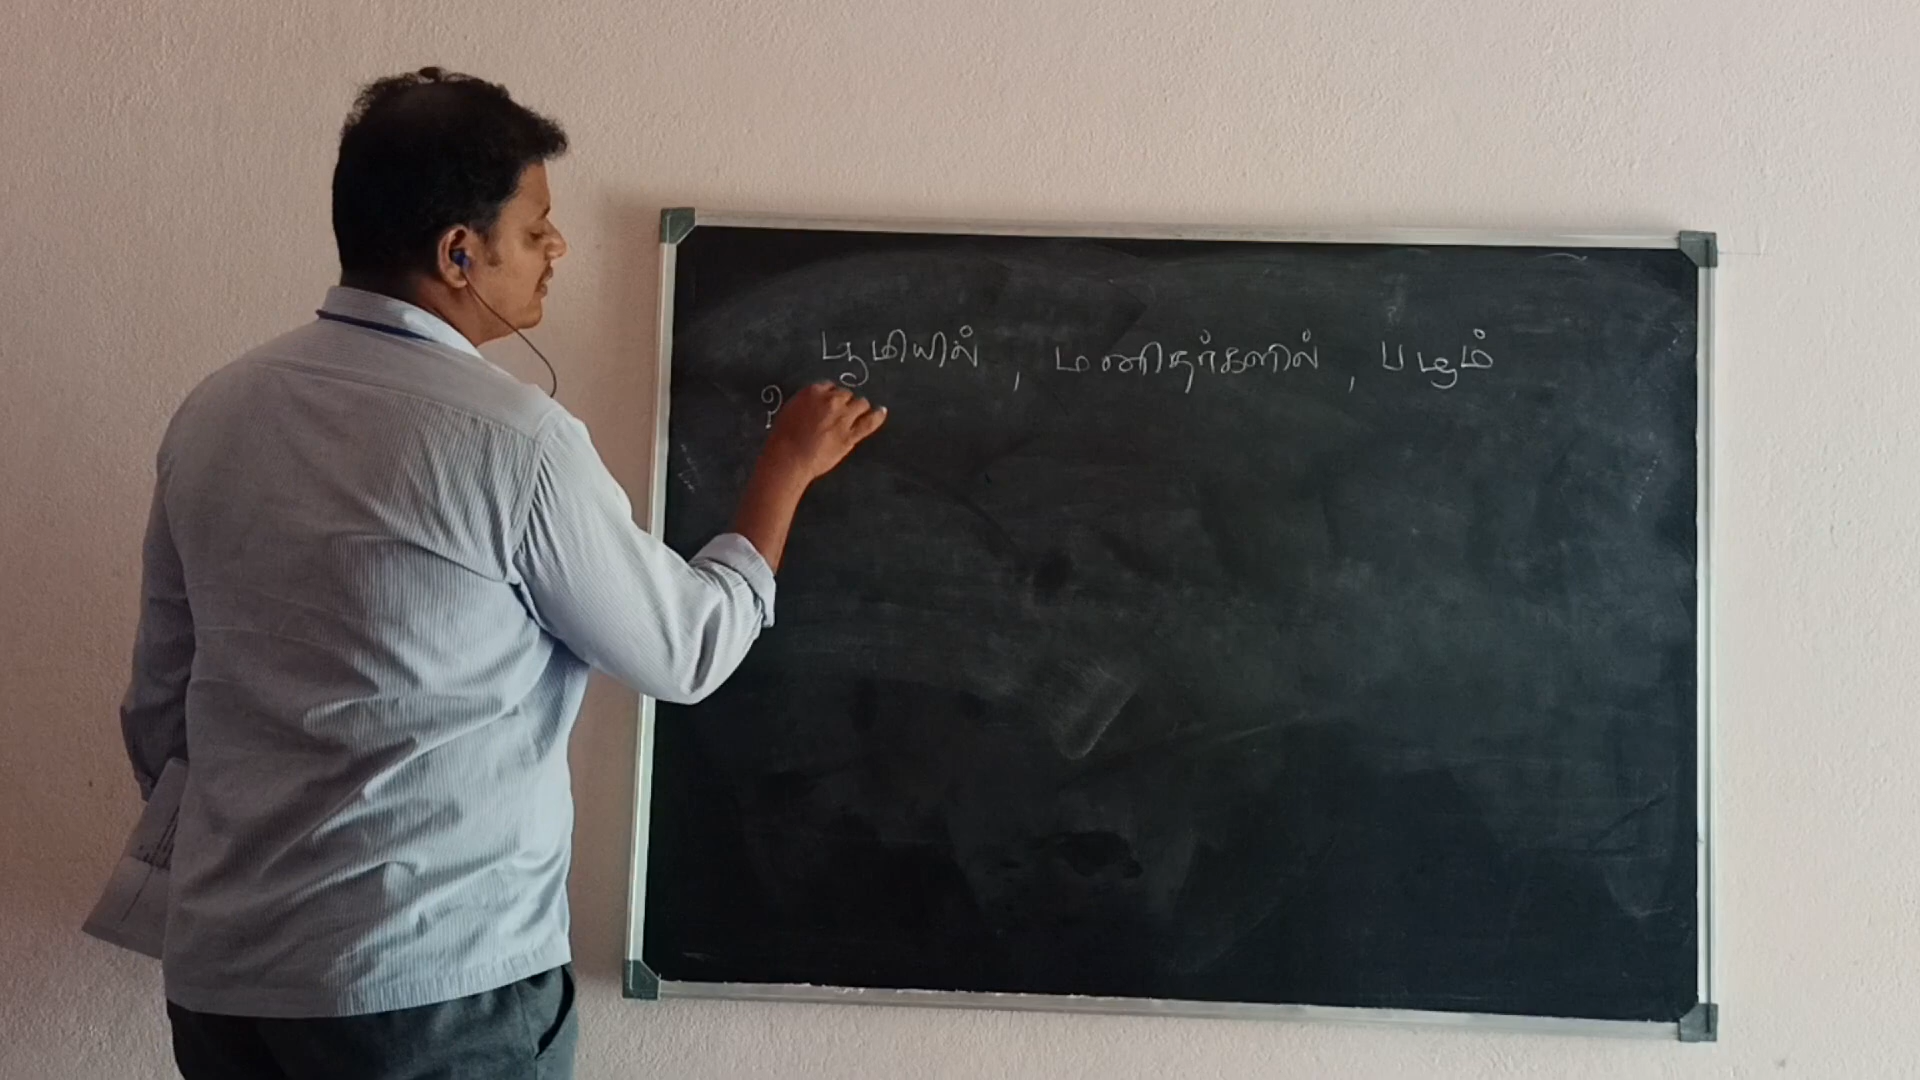 பூமியில் , மனிதர்களில் , பழம்